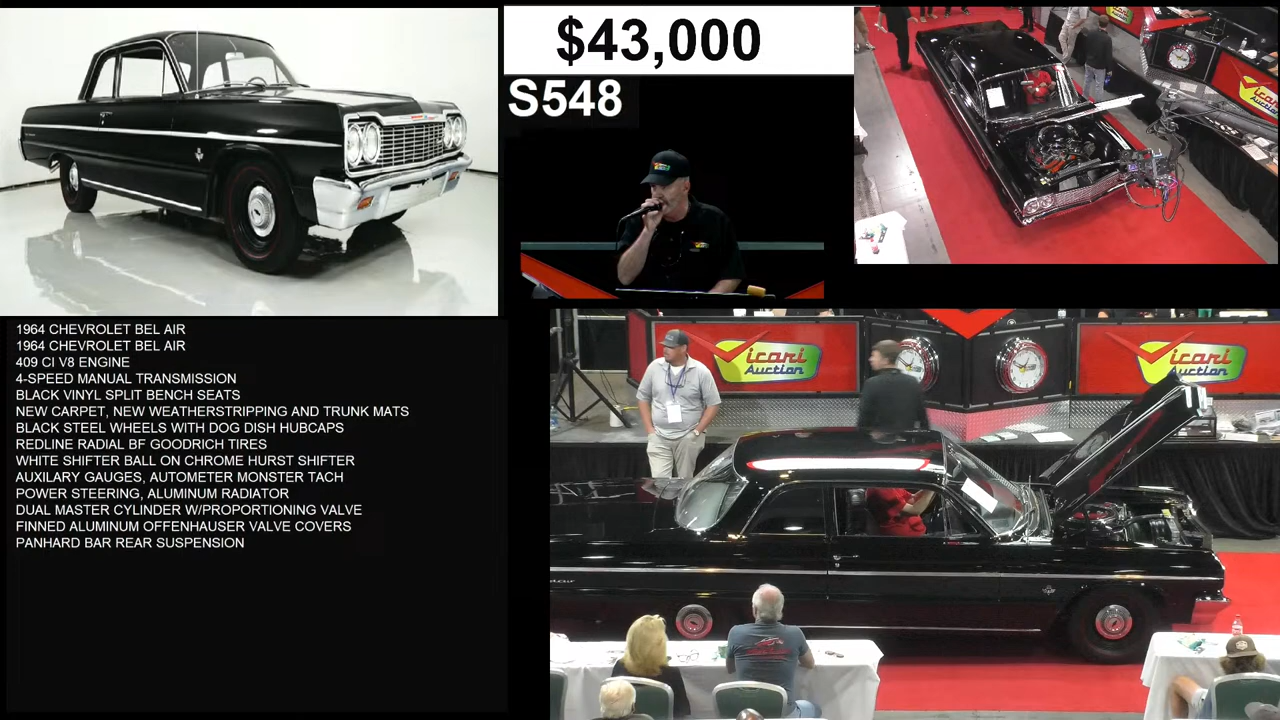 $43,000
S548
1964 CHEVROLET BEL AIR
1964 CHEVROLET BEL AIR
409 CI V8 ENGINE
4-SPEED MANUAL TRANSMISSION
BLACK VINYL SPLIT BENCH SEATS
NEW CARPET, NEW WEATHERSTRIPPING AND TRUNK MATS
BLACK STEEL WHEELS WITH DOG DISH HUBCAPS
REDLINE RADIAL BF GOODRICH TIRES
WHITE SHIFTER BALL ON CHROME HURST SHIFTER
AUXILARY GAUGES, AUTOMETER MONSTER TACH
POWER STEERING, ALUMINUM RADIATOR
DUAL MASTER CYLINDER W/PROPORTIONING VALVE
FINNED ALUMINUM OFFENHAUSER VALVE COVERS
PANHARD BAR REAR SUSPENSION
Vicari
Auction
Vicari
Auction
Vicari